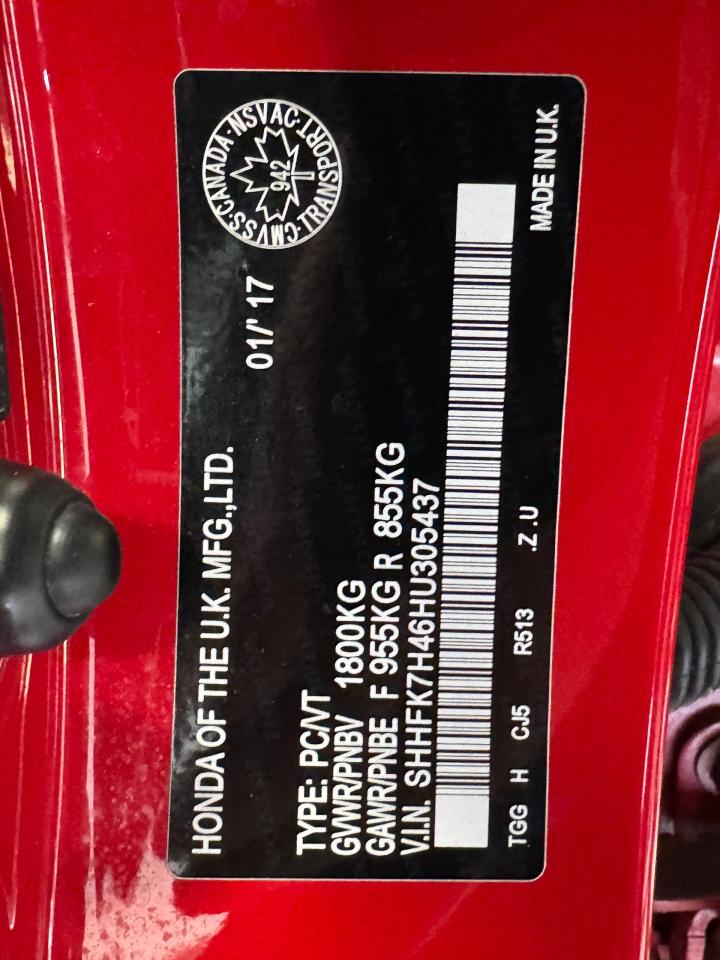 HONDA OF THE U.K. MFG.,LTD.
01/' 17
CMVSS·CANADA·NSVAC·TRANSPORT·
942
TYPE: PC/VT
GVWR/PNBV 1800KG
GAWR/PNBE F 955KG R 855KG
V.I.N. SHHFK7H46HU305437
TGG H CJ5 R513 .Z .U MADE IN U.K.